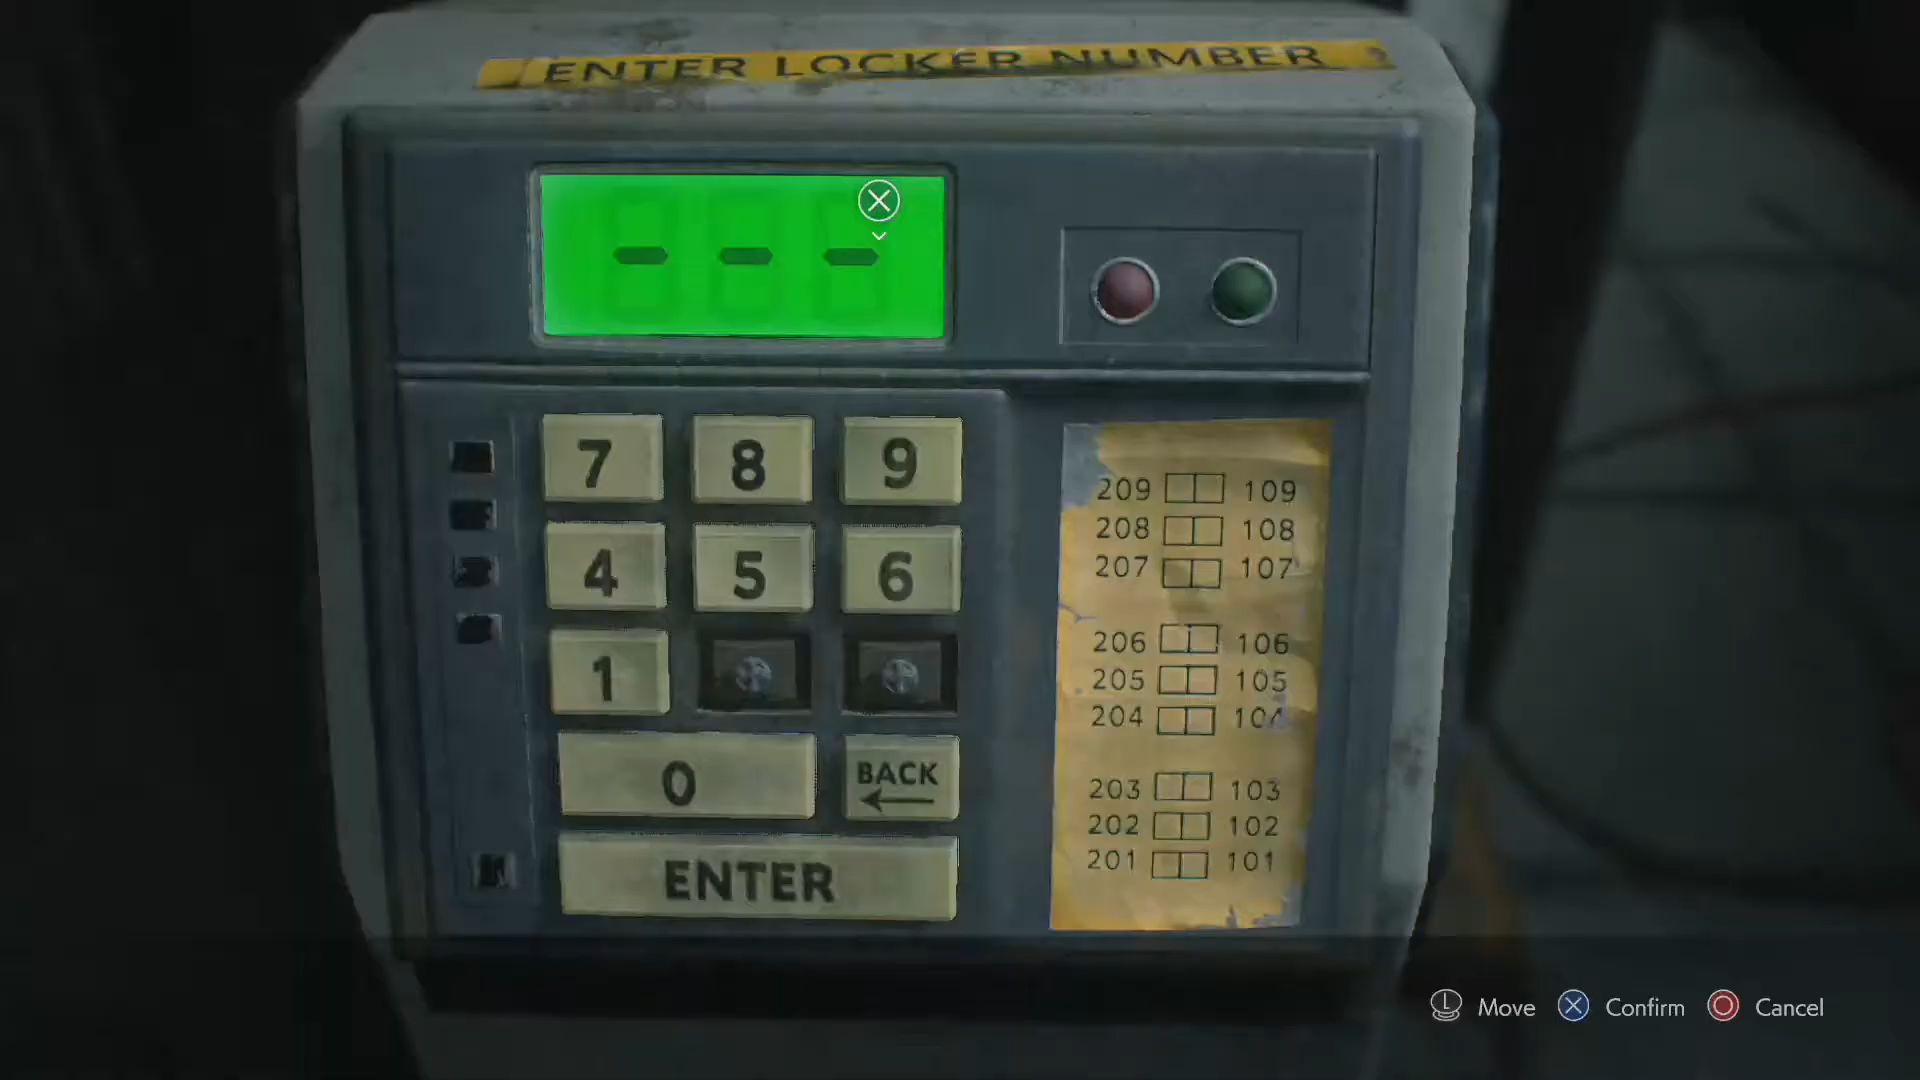 ENTER LOCKER NUMBER
- - -
7 8 9
4 5 6
1
0 BACK
ENTER
209 109
208 108
207 107
206 106
205 105
204 104
203 103
202 102
201 101
L Move Confirm Cancel